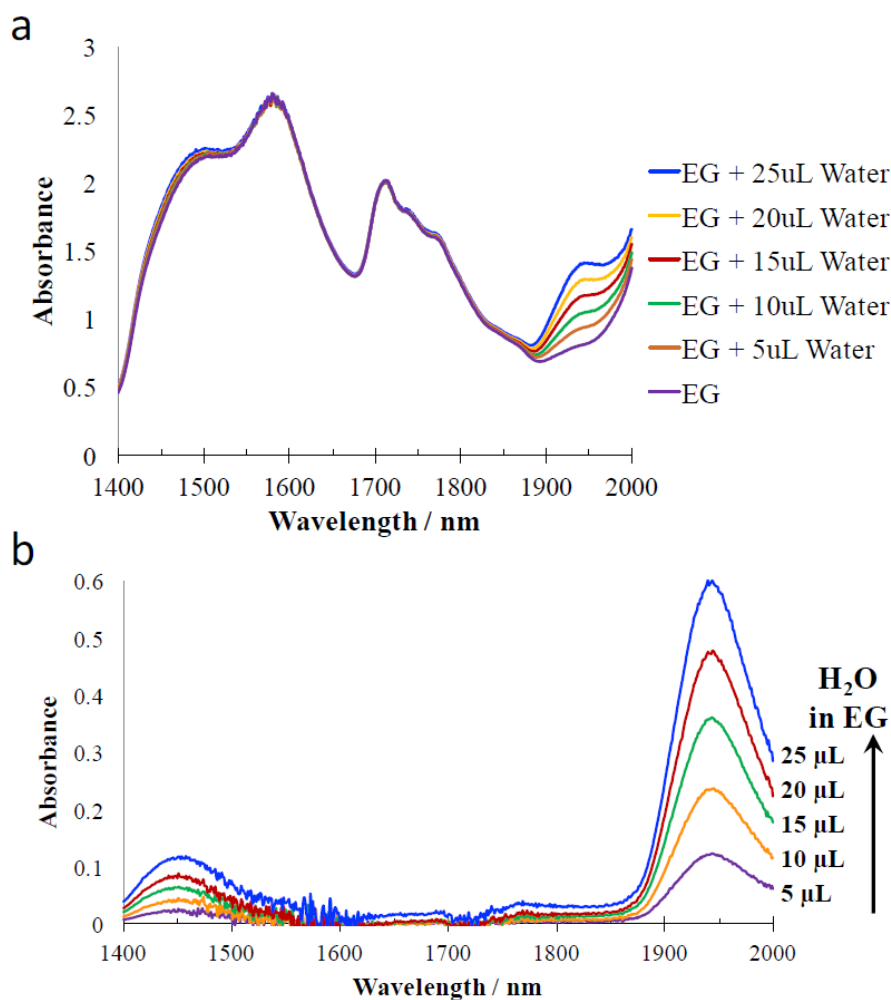 a
3
2.5
2
1.5
1
0.5
0
Absorbance
1400 1500 1600 1700 1800 1900 2000
Wavelength / nm
EG + 25uL Water
EG + 20uL Water
EG + 15uL Water
EG + 10uL Water
EG + 5uL Water
EG
b
0.6
0.5
0.4
0.3
0.2
0.1
0
Absorbance
1400 1500 1600 1700 1800 1900 2000
Wavelength / nm
H₂O
in EG
25 µL
20 µL
15 µL
10 µL
5 µL